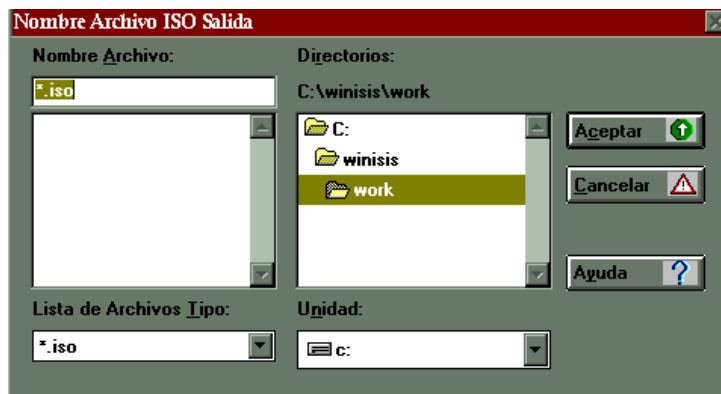 Nombre Archivo ISO Salida
Nombre Archivo:
Directorios:
*.iso
C:\winisis\work
C:
winisis
work
Aceptar
Cancelar
Ayuda
Lista de Archivos Tipo:
Unidad:
*.iso
c: